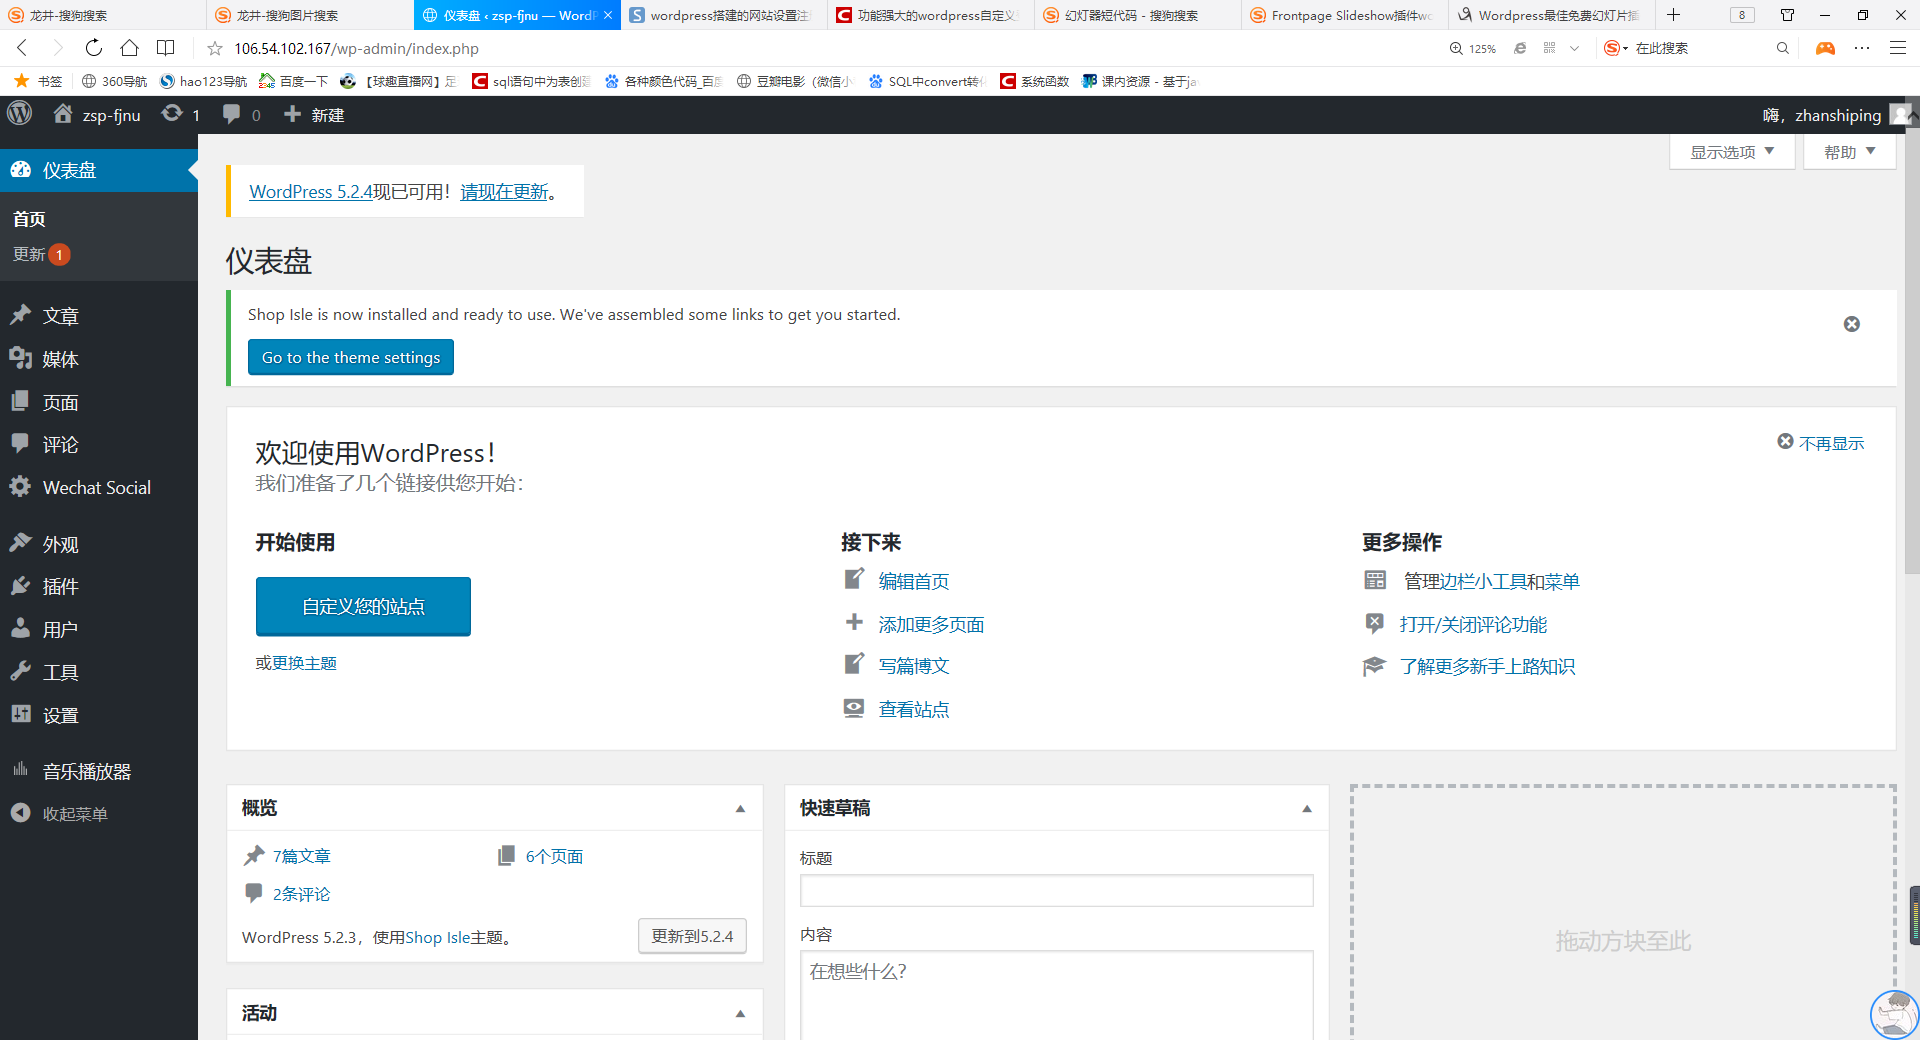 龙井-搜狗搜索
龙井-搜狗图片搜索
仪表盘 ‹ zsp-fjnu — WordP
wordpress搭建的网站设置注
功能强大的wordpress自定义
幻灯器短代码 - 搜狗搜索
Frontpage Slideshow插件wo
Wordpress最佳免费幻灯片插
8
106.54.102.167/wp-admin/index.php
125%
在此搜索
书签
360导航
hao123导航
百度一下
【球趣直播网】足
sql语句中为表创建
各种颜色代码_百度
豆瓣电影（微信小
SQL中convert转化
系统函数
课内资源 - 基于ja
zsp-fjnu
1
0
新建
嗨，zhanshiping
仪表盘
首页
更新 1
文章
媒体
页面
评论
Wechat Social
外观
插件
用户
工具
设置
音乐播放器
收起菜单
显示选项
帮助
WordPress 5.2.4现已可用！请现在更新。
仪表盘
Shop Isle is now installed and ready to use. We've assembled some links to get you started.
Go to the theme settings
欢迎使用WordPress！
我们准备了几个链接供您开始：
不再显示
开始使用
自定义您的站点
或更换主题
接下来
编辑首页
添加更多页面
写篇博文
查看站点
更多操作
管理边栏小工具和菜单
打开/关闭评论功能
了解更多新手上路知识
概览
7篇文章
6个页面
2条评论
WordPress 5.2.3，使用Shop Isle主题。
更新到5.2.4
活动
快速草稿
标题
内容
在想些什么？
拖动方块至此